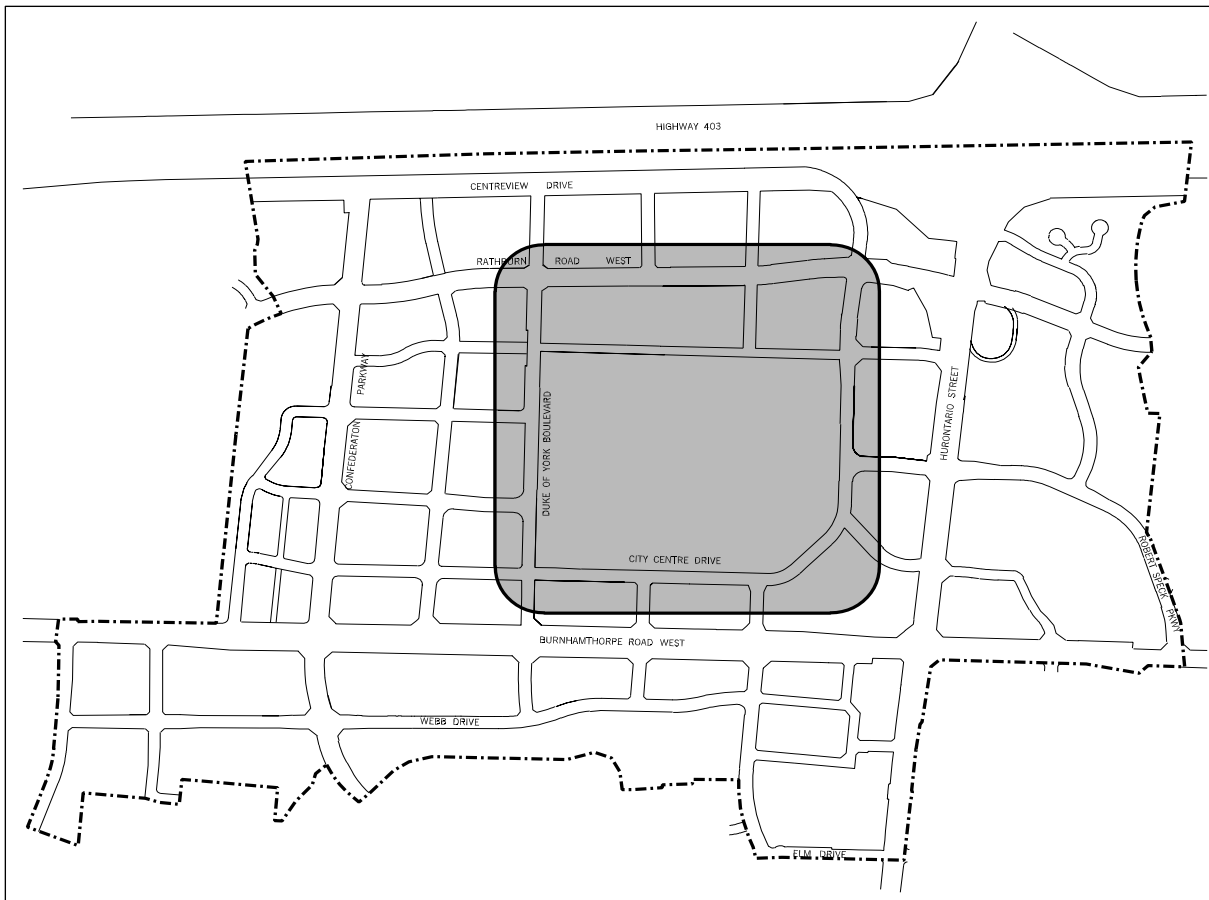 HIGHWAY 403
CENTREVIEW DRIVE
RATHBURN ROAD WEST
PARKWAY
CONFEDERATON
DUKE OF YORK BOULEVARD
HURONTARIO STREET
CITY CENTRE DRIVE
ROBERT SPECK PKWY
BURNHAMTHORPE ROAD WEST
WEBB DRIVE
ELM DRIVE